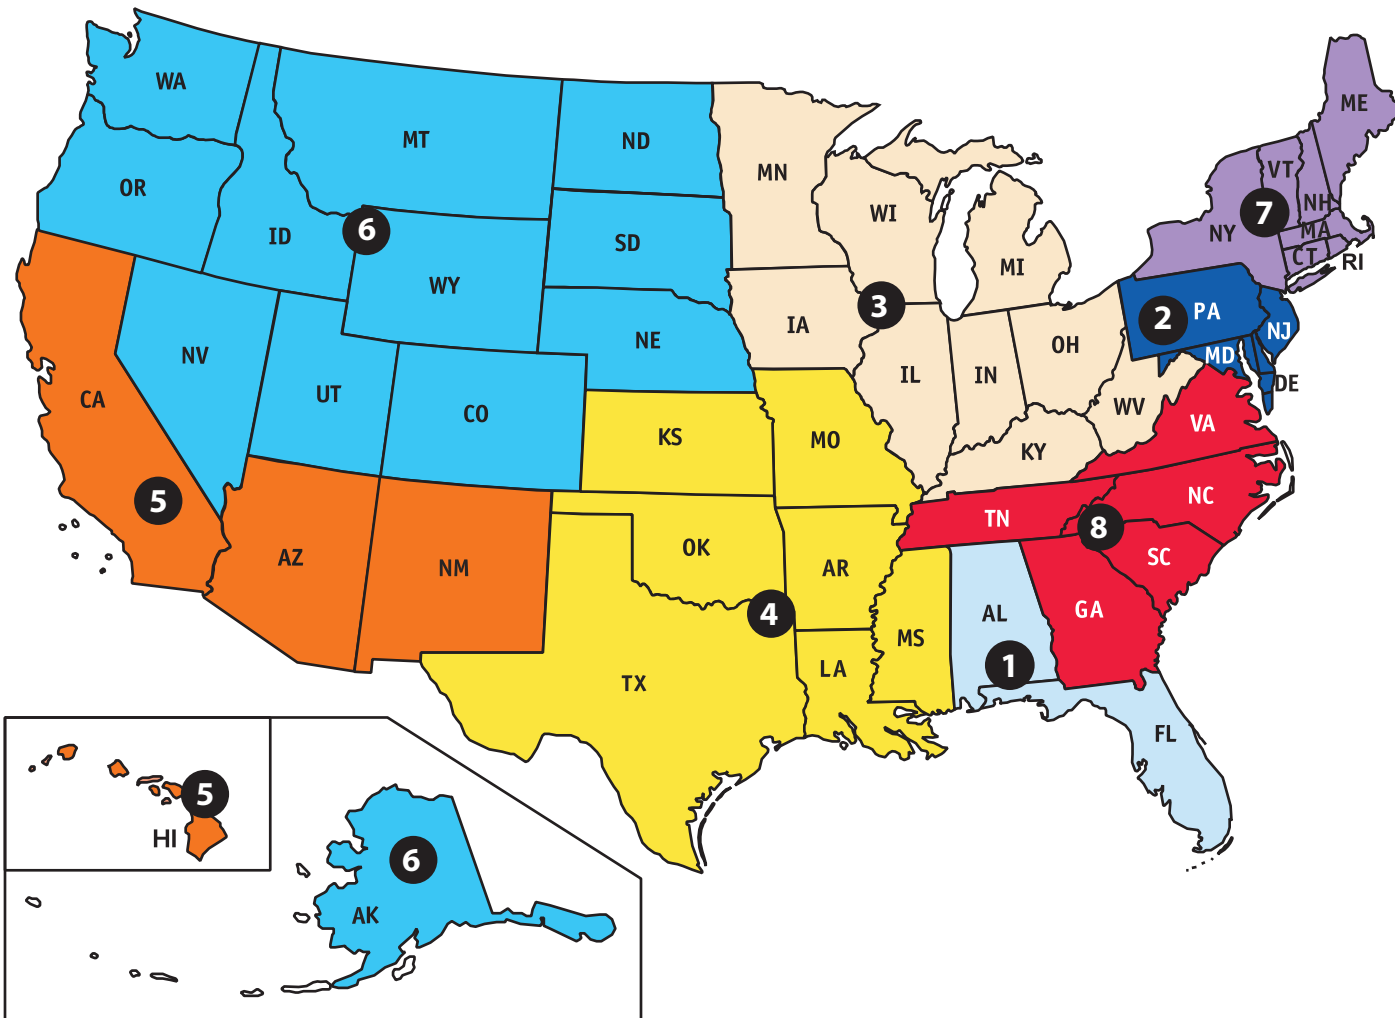 WA
MT
ND
MN
ME
OR
ID
6
SD
WI
MI
VT
NH
NY
7
MA
CT
RI
WY
NV
UT
CO
NE
IA
3
IL
IN
OH
PA
2
NJ
MD
DE
WV
CA
5
KS
MO
KY
VA
AZ
NM
OK
AR
TN
NC
8
SC
TX
4
LA
MS
AL
GA
1
FL
5
HI
6
AK